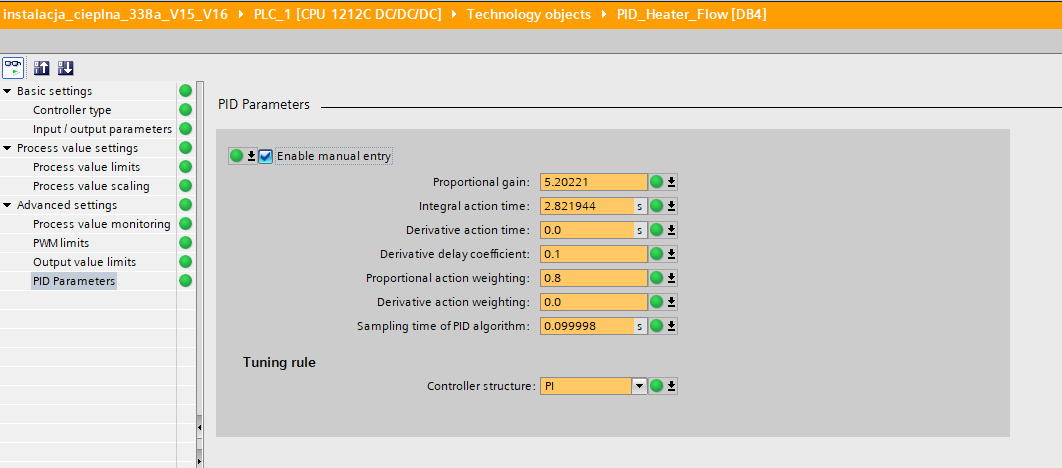 instalacja_cieplna_338a_V15_V16 PLC_1 [CPU 1212C DC/DC/DC] Technology objects PID_Heater_Flow [DB4]
Basic settings
Controller type
Input / output parameters
Process value settings
Process value limits
Process value scaling
Advanced settings
Process value monitoring
PWM limits
Output value limits
PID Parameters
PID Parameters
Enable manual entry
Proportional gain: 5.20221
Integral action time: 2.821944 s
Derivative action time: 0.0 s
Derivative delay coefficient: 0.1
Proportional action weighting: 0.8
Derivative action weighting: 0.0
Sampling time of PID algorithm: 0.099998 s
Tuning rule
Controller structure: PI